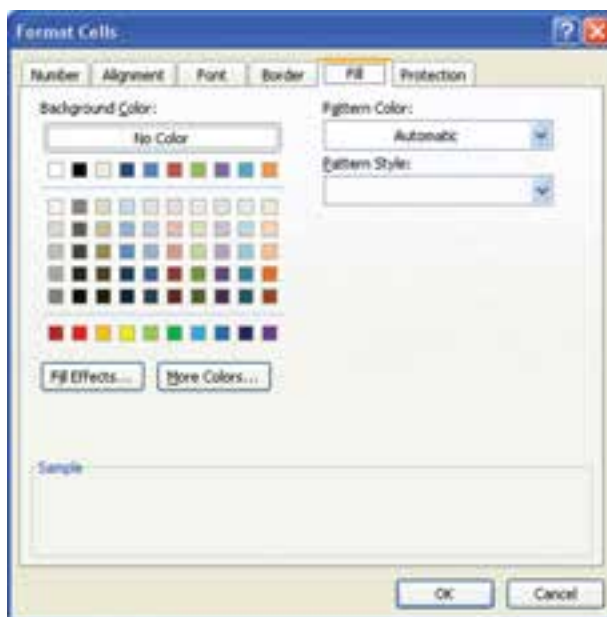 Format Cells
Number Alignment Font Border Fill Protection
Background Color:
No Color
Pattern Color:
Automatic
Pattern Style:
Fill Effects...
More Colors...
Sample
OK
Cancel